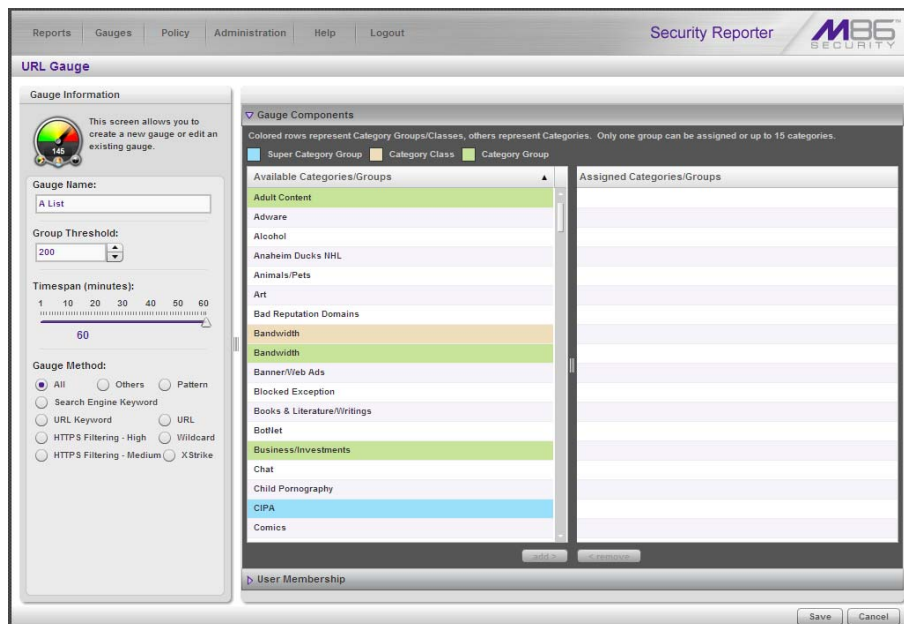 Reports Gauges Policy Administration Help Logout Security Reporter M86 SECURITY
URL Gauge
Gauge Information
This screen allows you to
create a new gauge or edit an
existing gauge.
145
Gauge Name:
A List
Group Threshold:
200
Timespan (minutes):
1 10 20 30 40 50 60
60
Gauge Method:
All Others Pattern
Search Engine Keyword
URL Keyword URL
HTTPS Filtering - High Wildcard
HTTPS Filtering - Medium XStrike
Gauge Components
Colored rows represent Category Groups/Classes, others represent Categories. Only one group can be assigned or up to 15 categories.
Super Category Group Category Class Category Group
Available Categories/Groups Assigned Categories/Groups
Adult Content
Adware
Alcohol
Anaheim Ducks NHL
Animals/Pets
Art
Bad Reputation Domains
Bandwidth
Bandwidth
Banner/Web Ads
Blocked Exception
Books & Literature/Writings
BotNet
Business/Investments
Chat
Child Pornography
CIPA
Comics
add > < remove
User Membership
Save Cancel